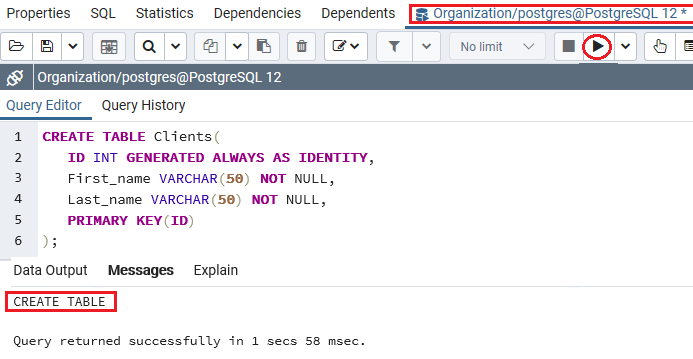 Properties SQL Statistics Dependencies Dependents Organization/postgres@PostgreSQL 12 *
No limit
Organization/postgres@PostgreSQL 12
Query Editor Query History
1 CREATE TABLE Clients(
2 ID INT GENERATED ALWAYS AS IDENTITY,
3 First_name VARCHAR(50) NOT NULL,
4 Last_name VARCHAR(50) NOT NULL,
5 PRIMARY KEY(ID)
6 );
Data Output Messages Explain
CREATE TABLE
Query returned successfully in 1 secs 58 msec.